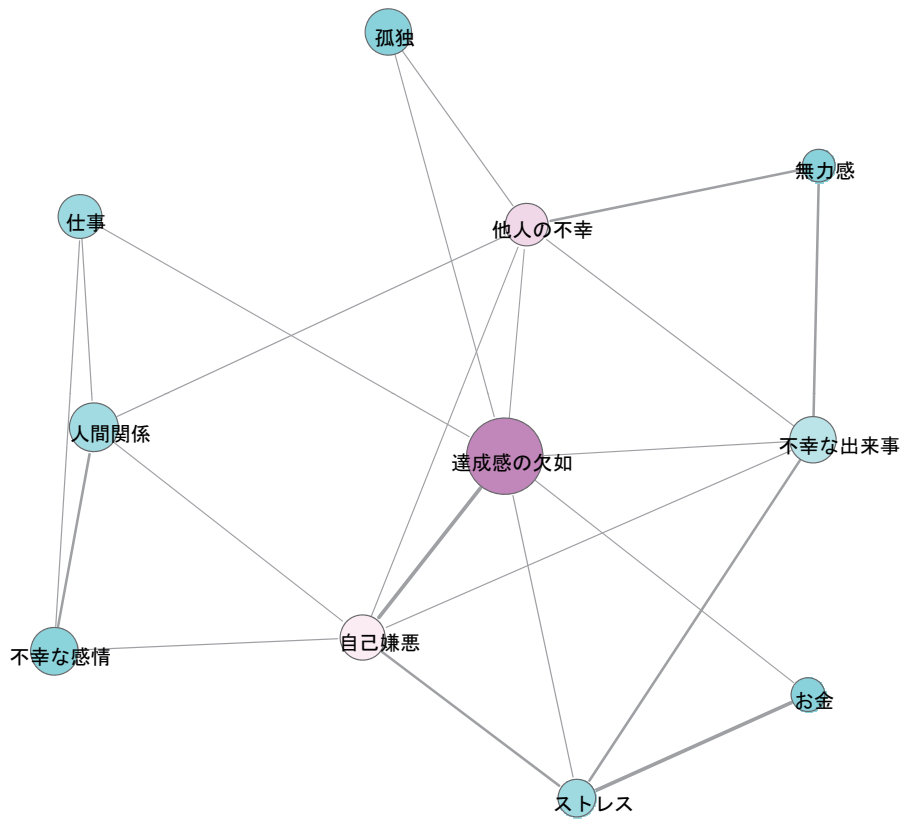 孤独
無力感
仕事
他人の不幸
人間関係
不幸な出来事
達成感の欠如
自己嫌悪
不幸な感情
お金
ストレス